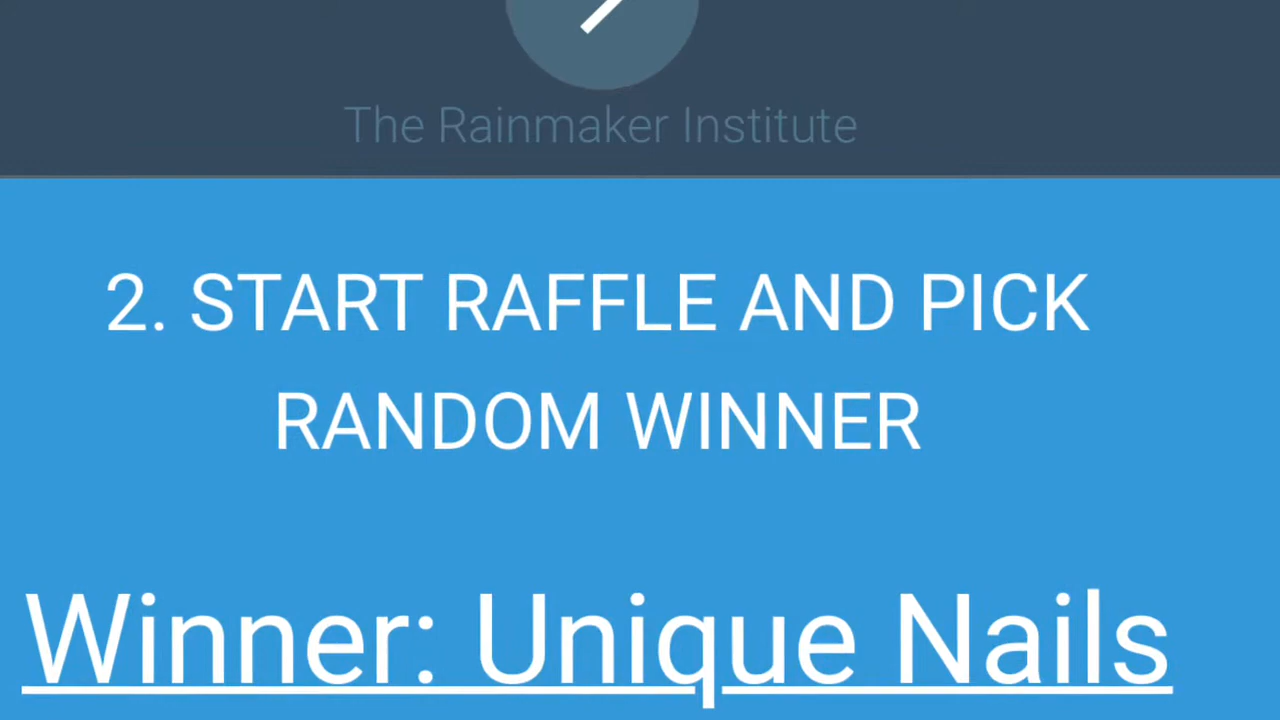 The Rainmaker Institute
2. START RAFFLE AND PICK
RANDOM WINNER
Winner: Unique Nails